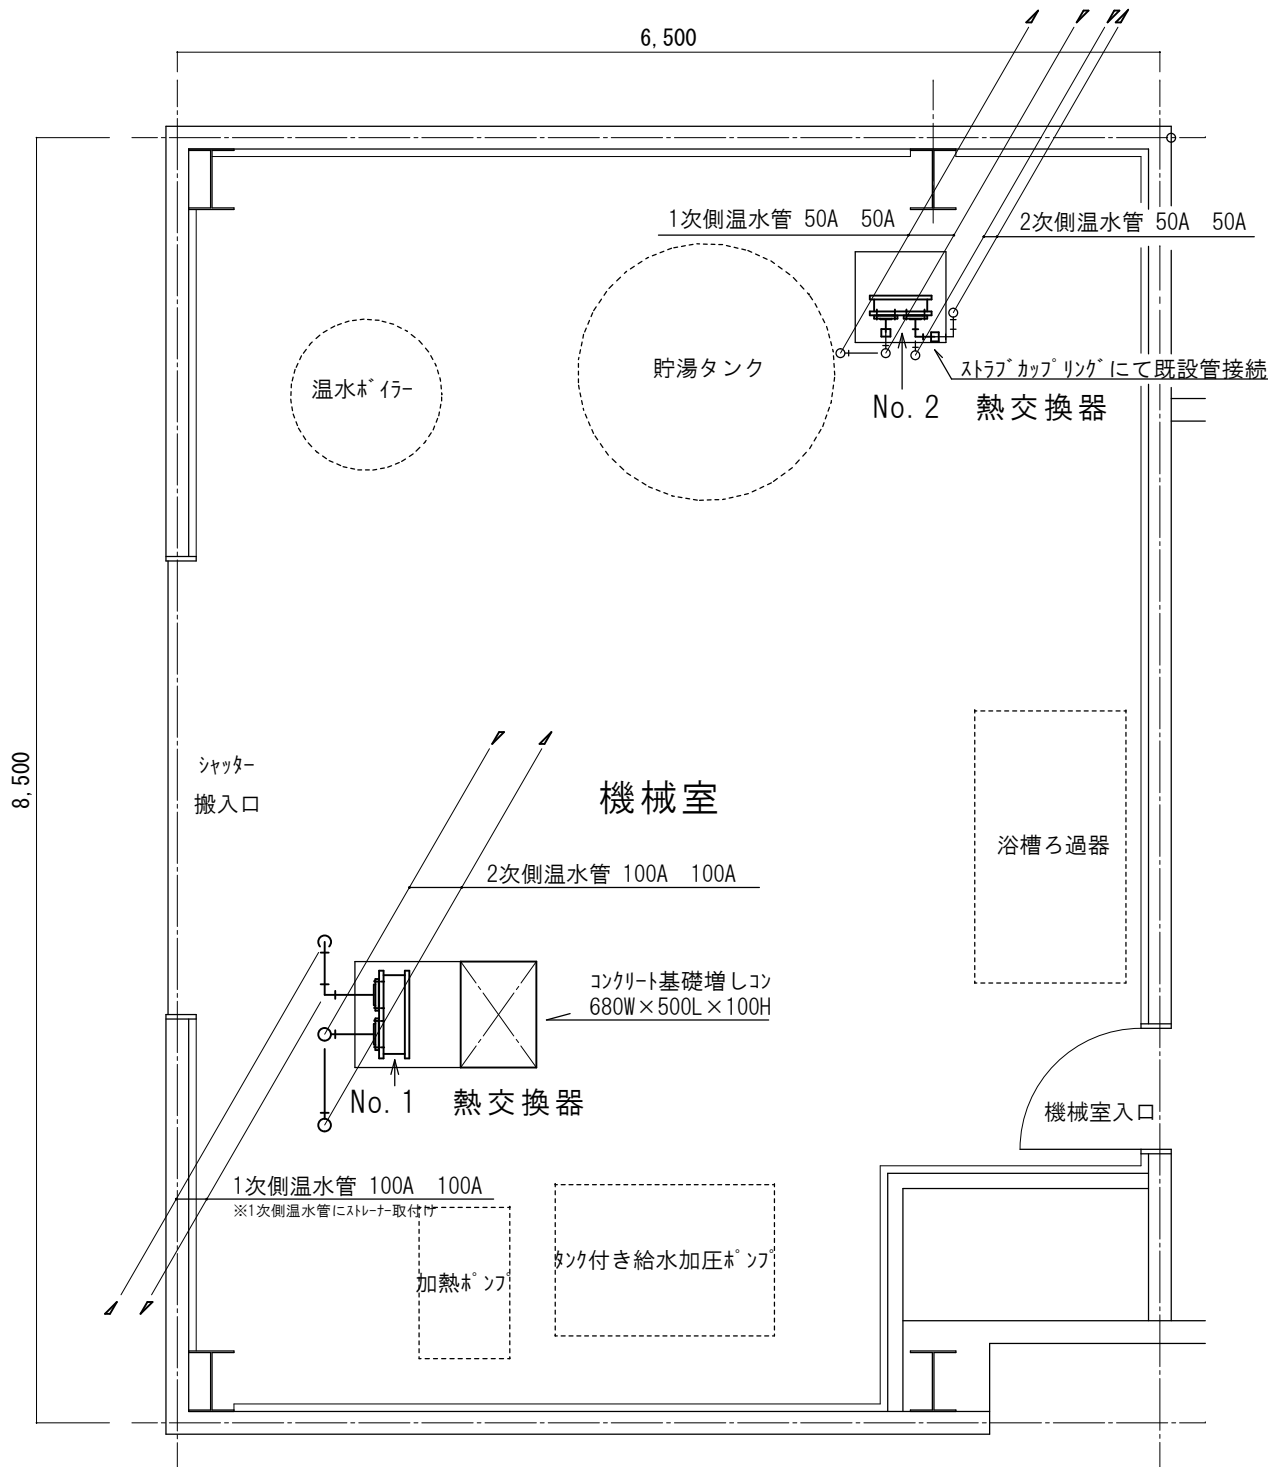 6,500
1次側温水管 50A 50A
2次側温水管 50A 50A
温水ボイラー
貯湯タンク
ストラブカップリングにて既設管接続
No.2 熱交換器
8,500
シャッター
搬入口
機械室
浴槽ろ過器
2次側温水管 100A 100A
コンクリート基礎増しコン
680W×500L×100H
No.1 熱交換器
機械室入口
1次側温水管 100A 100A
※1次側温水管にストレーナー取付け
加熱ポンプ
タンク付き給水加圧ポンプ